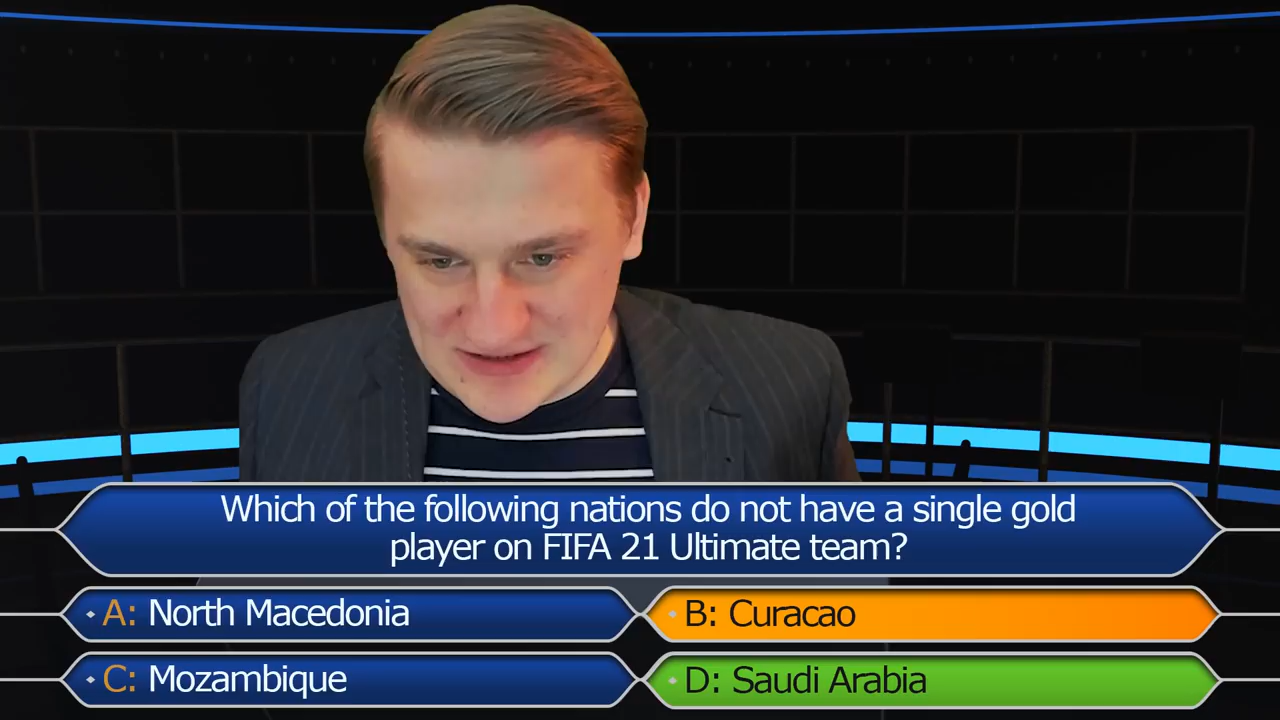 Which of the following nations do not have a single gold
player on FIFA 21 Ultimate team?
A: North Macedonia
B: Curacao
C: Mozambique
D: Saudi Arabia